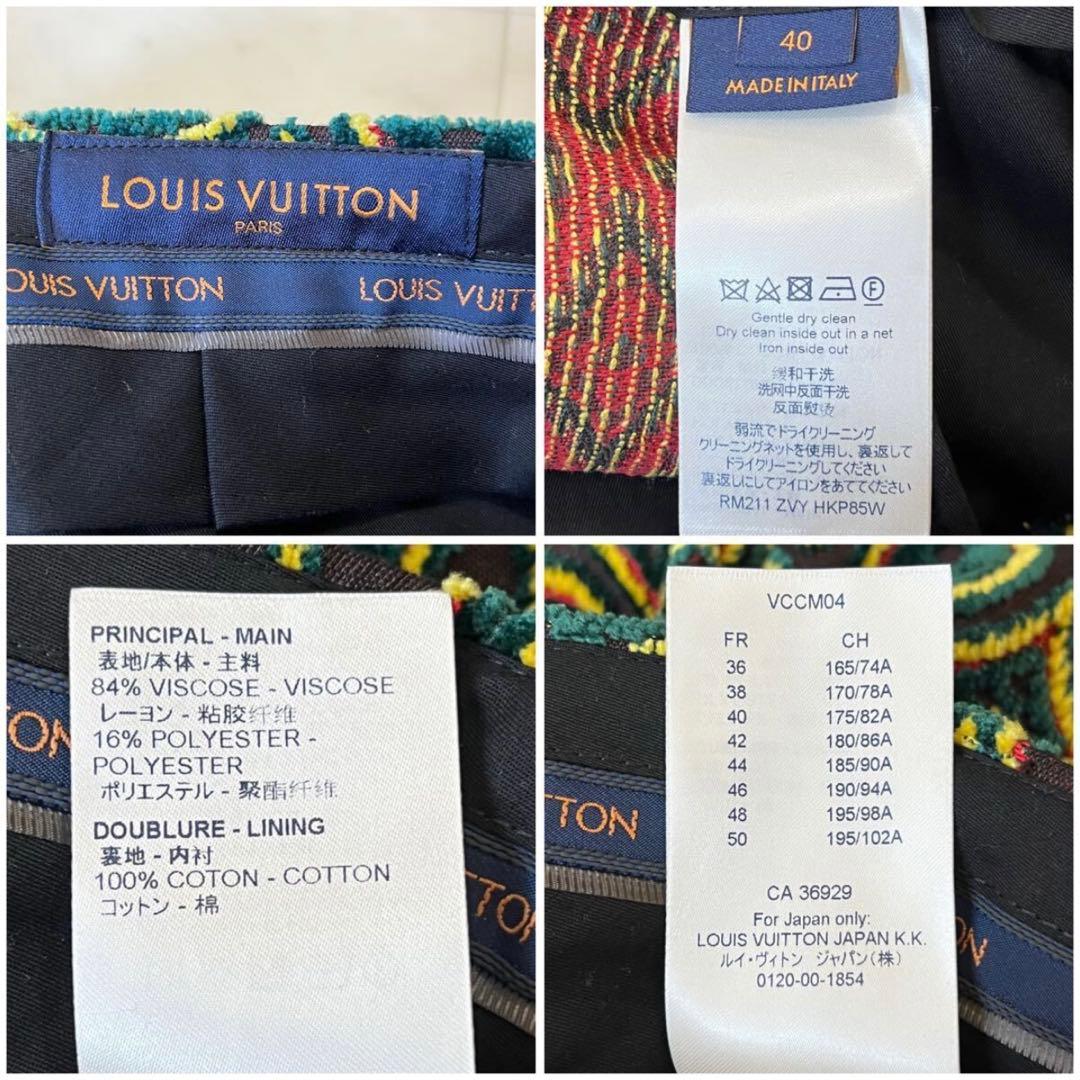 LOUIS VUITTON
PARIS
OUIS VUITTON LOUIS VUITT
40
MADE IN ITALY
Gentle dry clean
Dry clean inside out in a net
Iron inside out
缓和干洗
洗网中反面干洗
反面熨烫
弱流でドライクリーニング
クリーニングネットを使用し、裏返して
ドライクリーニングしてください
裏返しにしてアイロンをあててください
RM211 ZVY HKP85W
PRINCIPAL - MAIN
表地/本体 - 主料
84% VISCOSE - VISCOSE
レーヨン - 粘胶纤维
16% POLYESTER -
POLYESTER
ポリエステル - 聚酯纤维
DOUBLURE - LINING
裏地 - 内衬
100% COTON - COTTON
コットン - 棉
TON
TTON
VCCM04
FR CH
36 165/74A
38 170/78A
40 175/82A
42 180/86A
44 185/90A
46 190/94A
48 195/98A
50 195/102A
CA 36929
For Japan only:
LOUIS VUITTON JAPAN K.K.
ルイ・ヴィトン ジャパン(株)
0120-00-1854
TTON
ON